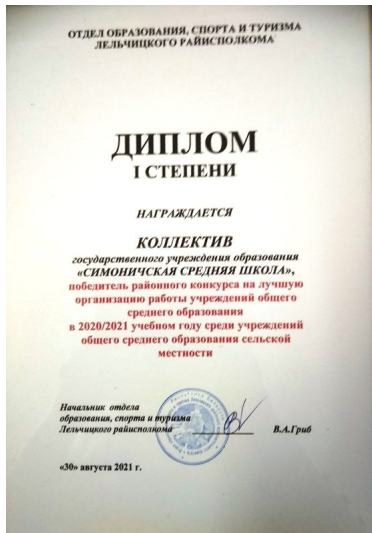 ОТДЕЛ ОБРАЗОВАНИЯ, СПОРТА И ТУРИЗМА
ЛЕЛЬЧИЦКОГО РАЙИСПОЛКОМА
ДИПЛОМ
I СТЕПЕНИ
НАГРАЖДАЕТСЯ
КОЛЛЕКТИВ
государственного учреждения образования
«СИМОНИЧСКАЯ СРЕДНЯЯ ШКОЛА»,
победитель районного конкурса на лучшую
организацию работы учреждений общего
среднего образования
в 2020/2021 учебном году среди учреждений
общего среднего образования сельской
местности
Начальник отдела
образования, спорта и туризма
Лельчицкого райисполкома В.А.Гриб
«30» августа 2021 г.